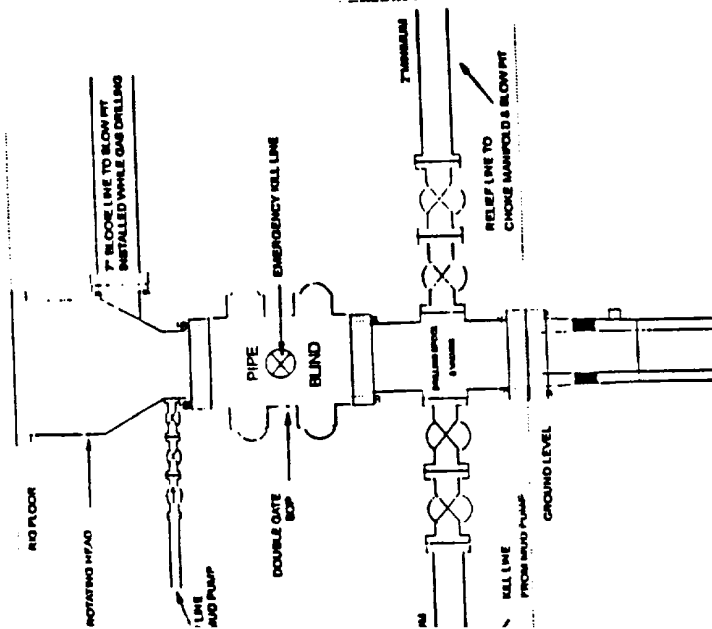 RIG FLOOR
ROTATING HEAD
LINE
MUD PUMP
7" BLOOIE LINE TO BLOW PIT
INSTALLED WHILE GAS DRILLING
PIPE
BLIND
EMERGENCY KILL LINE
DOUBLE GATE
BOP
2" MINIMUM
RELIEF LINE TO
CHOKE MANIFOLD & BLOW PIT
DRILLING SPOOL
KILL LINE
FROM MUD PUMP
GROUND LEVEL